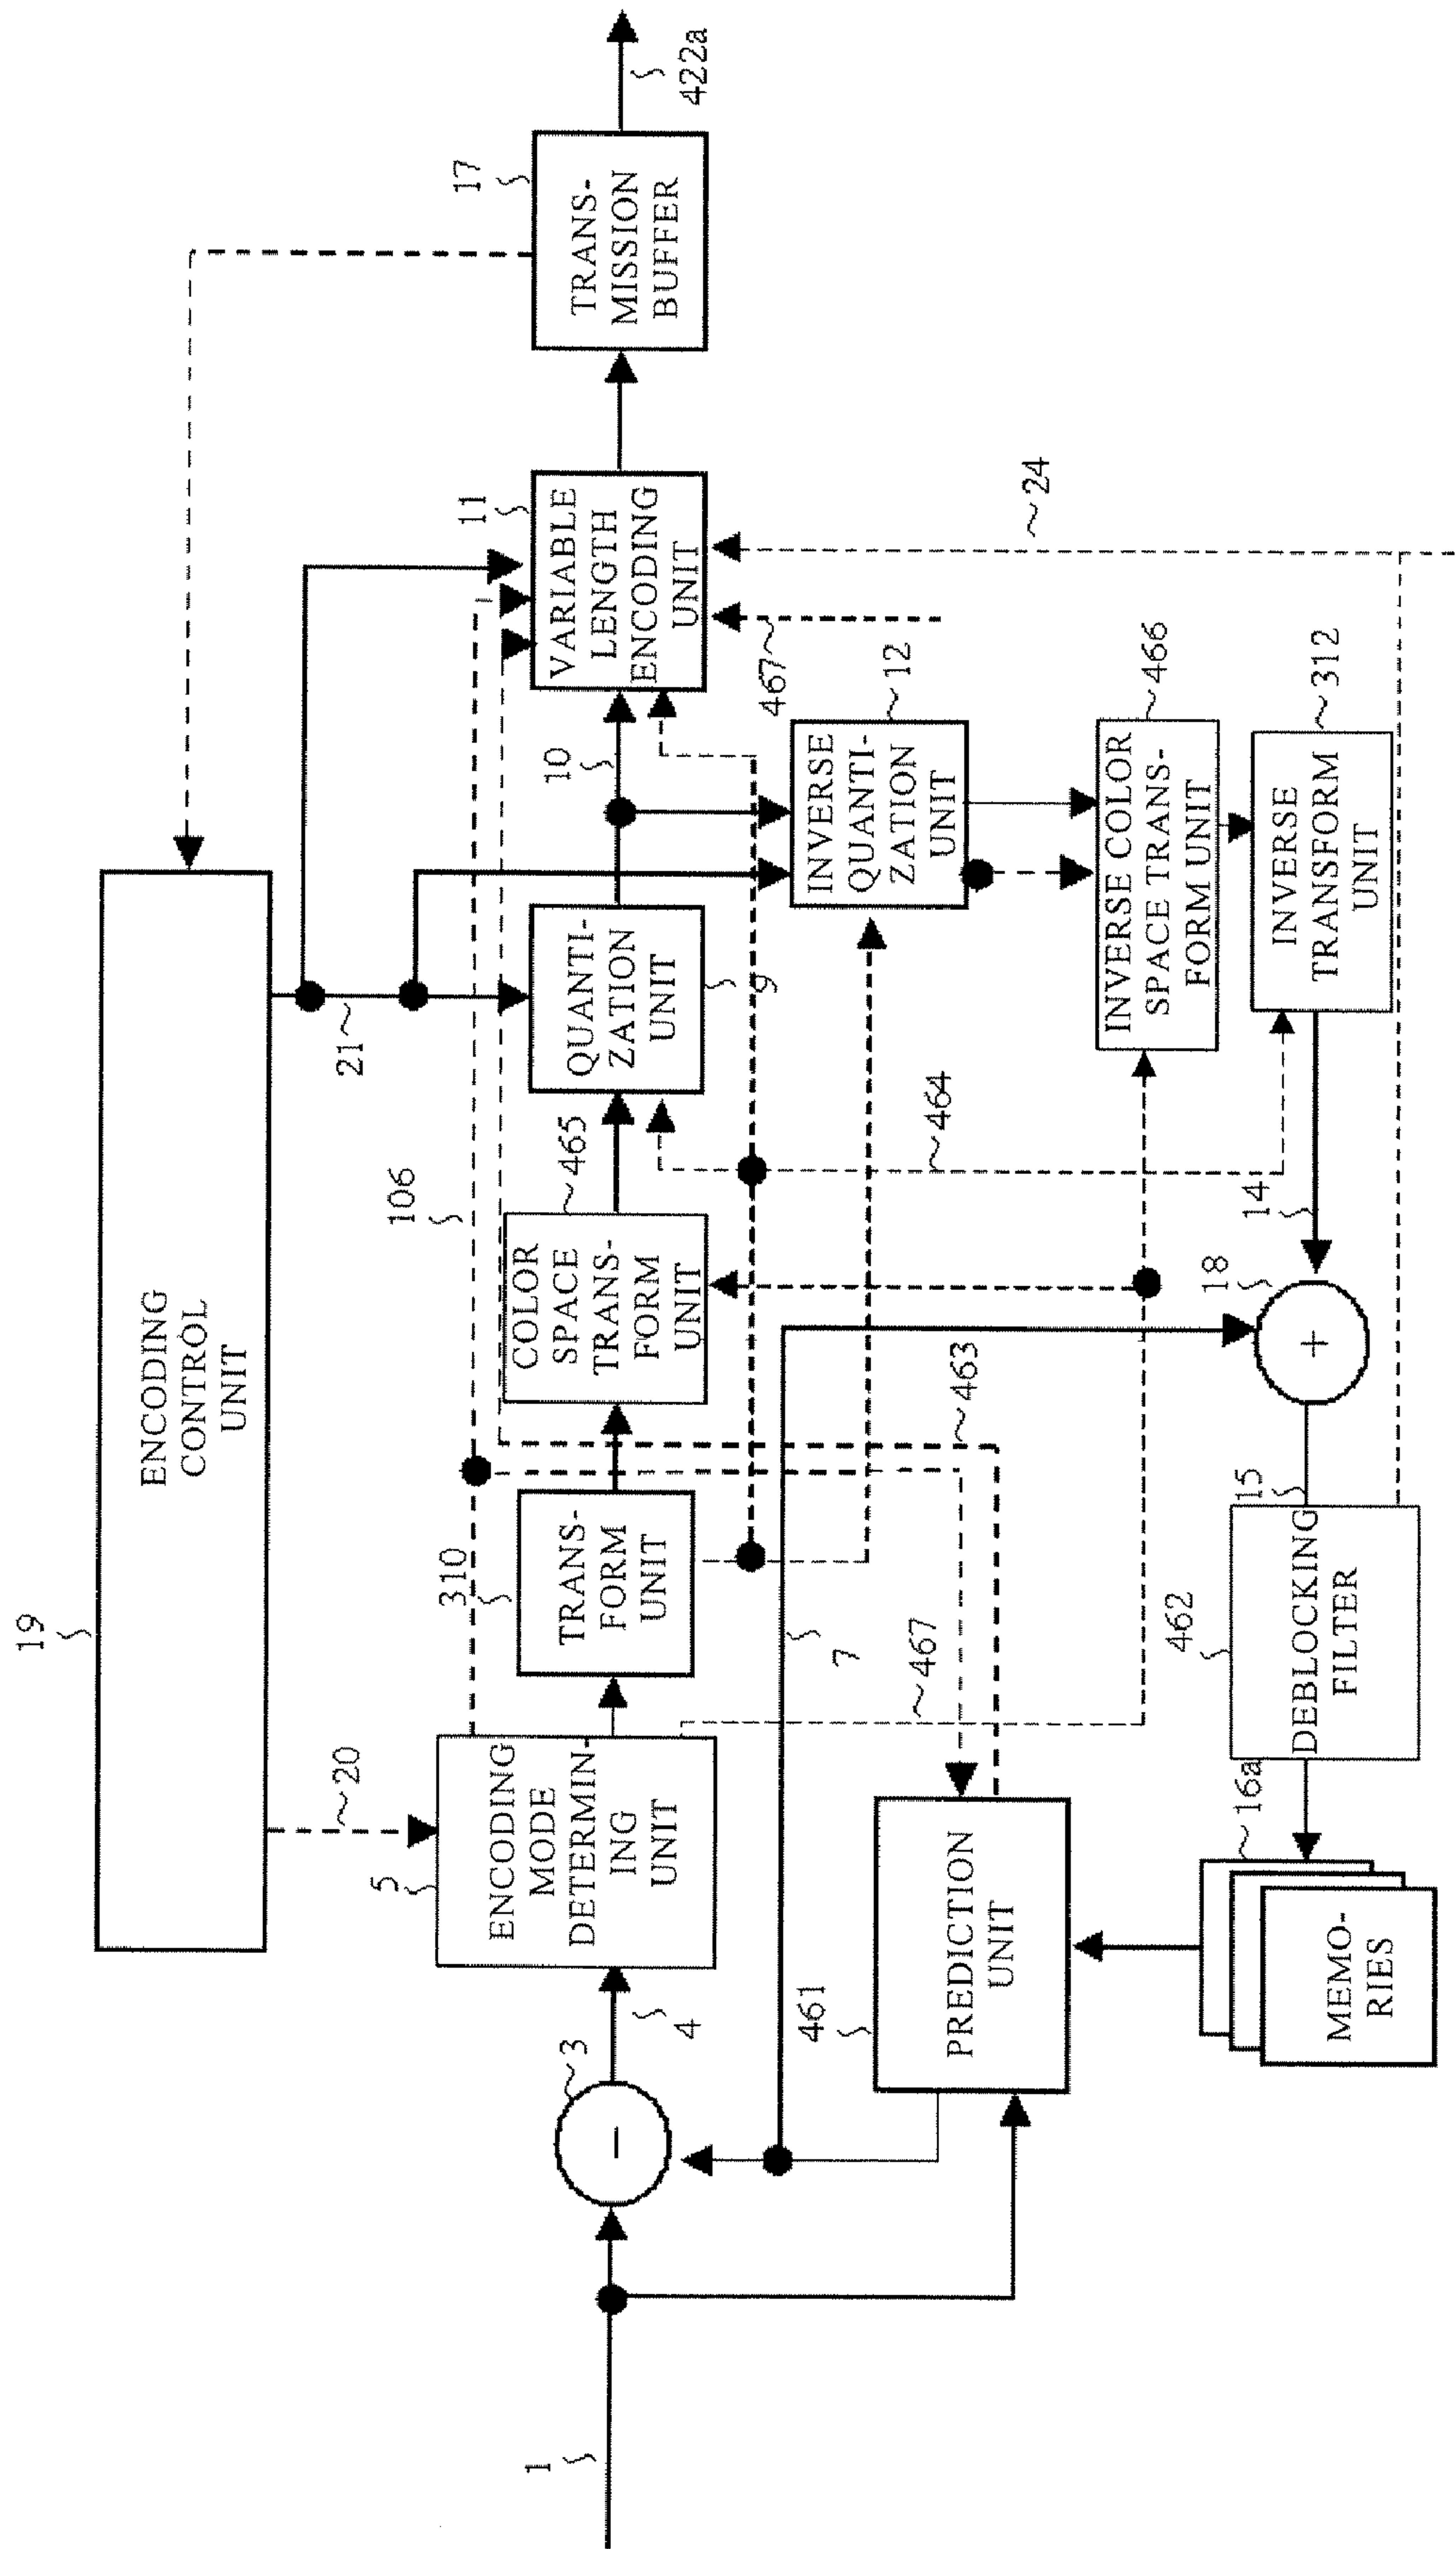 19
ENCODING
CONTROL
UNIT
20
21
106
17
TRANS-
MISSION
BUFFER
422a
1
3
4
5
ENCODING
MODE
DETERMIN-
ING
UNIT
310
TRANS-
FORM
UNIT
COLOR
SPACE
TRANS-
FORM
UNIT
465
QUANTI-
ZATION
UNIT
9
10
11
VARIABLE
LENGTH
ENCODING
UNIT
467
24
INVERSE
QUANTI-
ZATION
UNIT
12
7
467
463
464
461
PREDICTION
UNIT
INVERSE COLOR
SPACE TRANS-
FORM UNIT
466
INVERSE
TRANSFORM
UNIT
312
14
18
+
15
462
DEBLOCKING
FILTER
16a
MEMO-
RIES